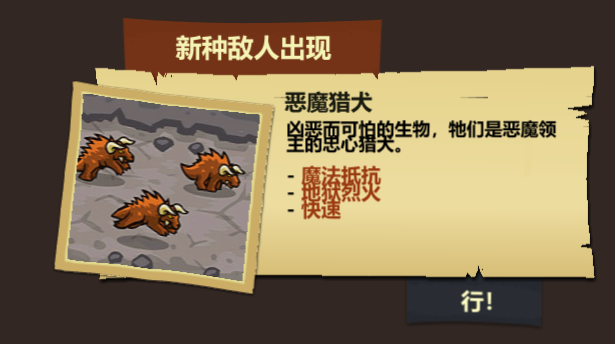 新种敌人出现
恶魔猎犬
凶恶而可怕的生物，牠们是恶魔领
主的忠心猎犬。
- 魔法抵抗
- 地狱烈火
- 快速
行！